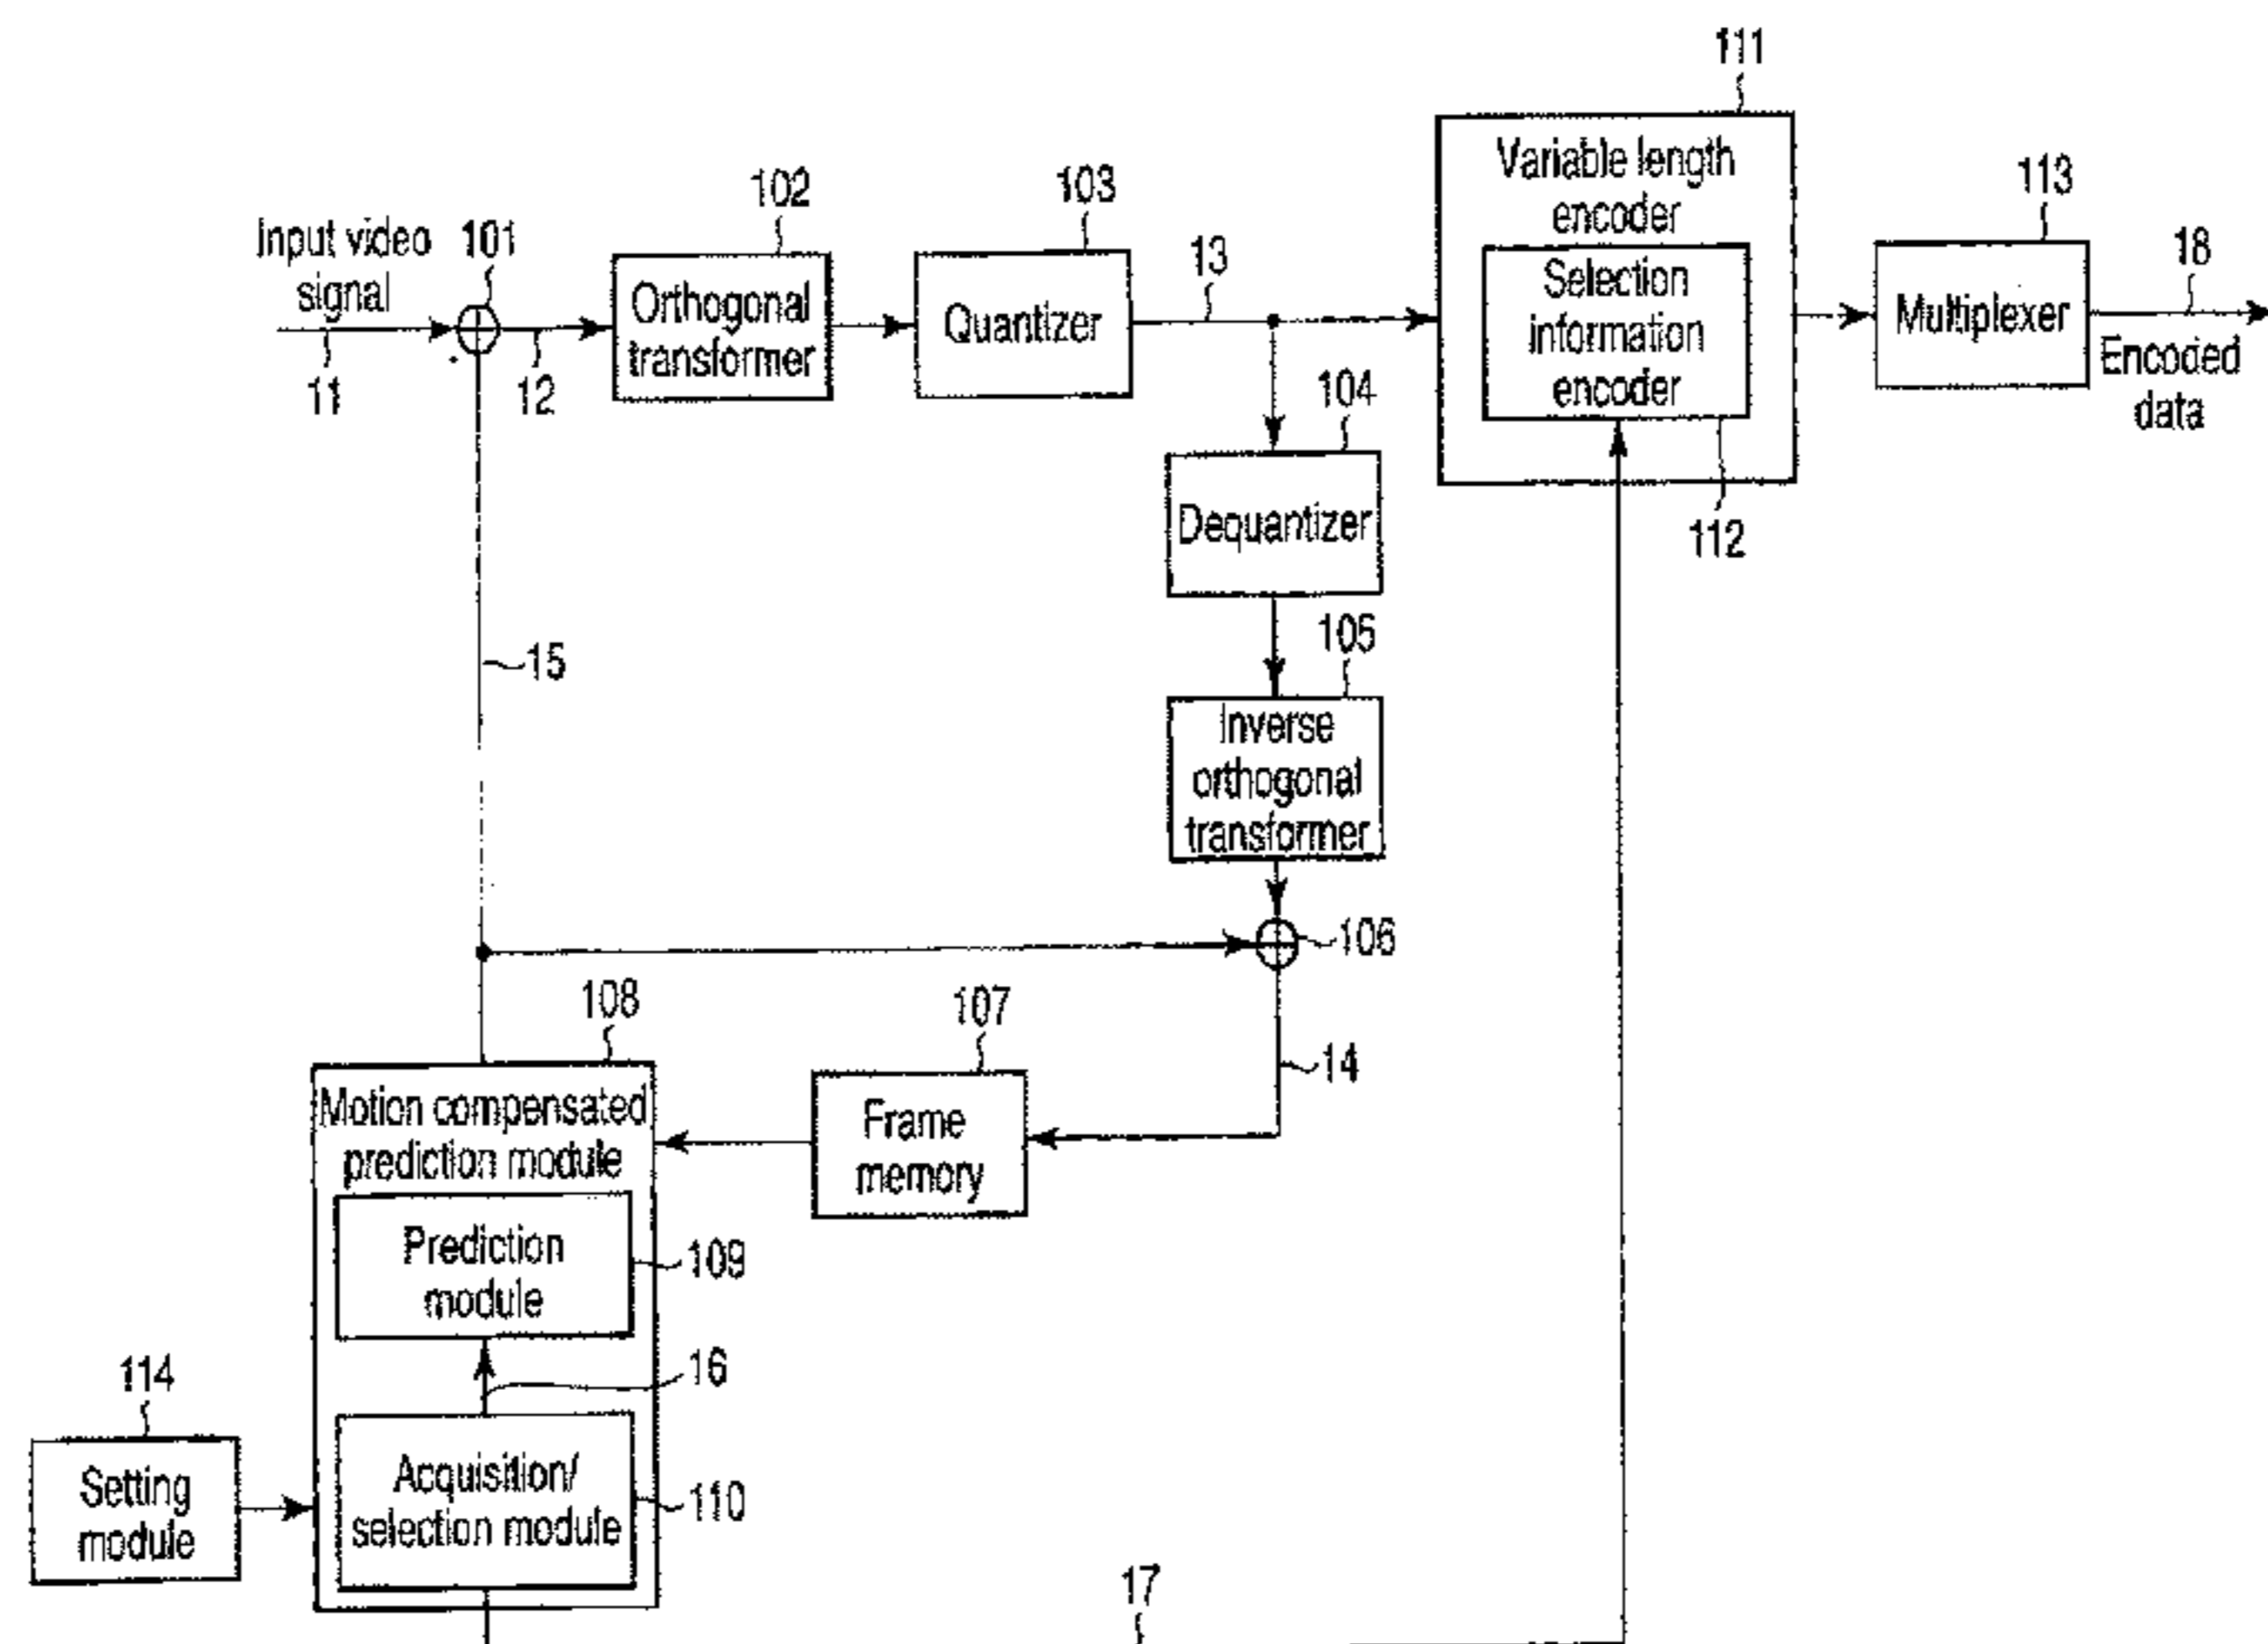 111
Variable length
encoder
102
103
113
Input video
signal
101
13
18
Selection
information
encoder
Orthogonal
transformer
Quantizer
Multiplexer
11
12
104
Encoded
data
Dequantizer
112
105
15
Inverse
orthogonal
transformer
106
108
107
14
Motion compensated
prediction module
Frame
memory
Prediction
module
109
114
16
Setting
module
Acquisition/
selection module
110
17